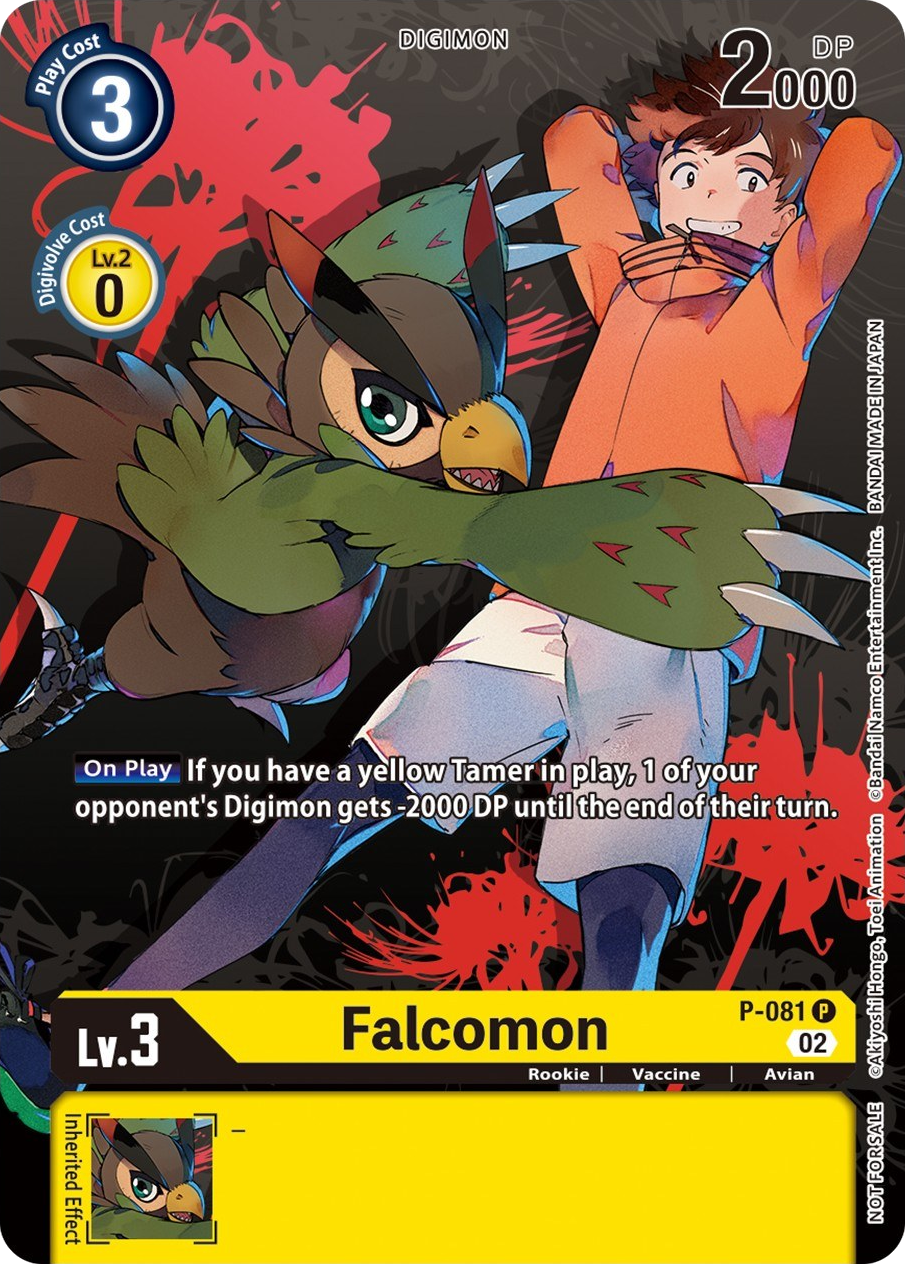 DIGIMON
Play Cost
3
2000
DP
Digivolve Cost
Lv.2
0
On Play If you have a yellow Tamer in play, 1 of your
opponent's Digimon gets -2000 DP until the end of their turn.
Lv.3
Falcomon
P-081 P
02
Rookie | Vaccine | Avian
Inherited Effect
–
©Akiyoshi Hongo, Toei Animation ©Bandai Namco Entertainment Inc. BANDAI MADE IN JAPAN
NOT FOR SALE